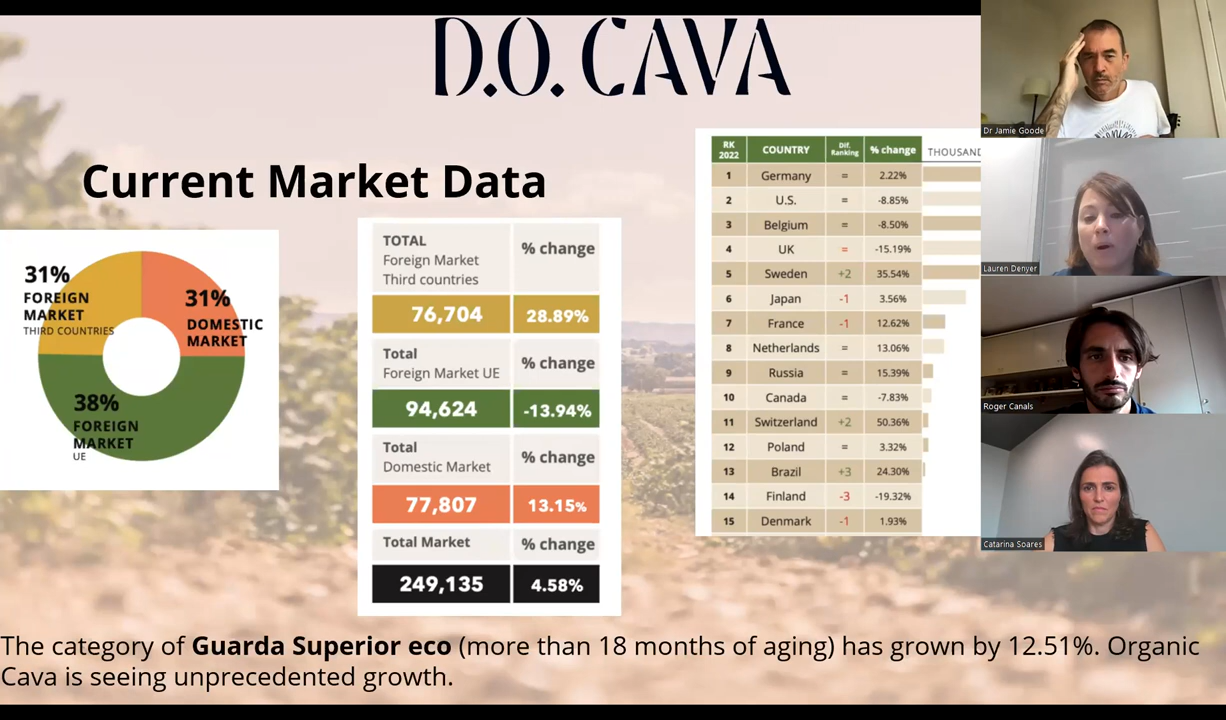 D.O. CAVA
Current Market Data
31%
FOREIGN
MARKET
THIRD COUNTRIES
31%
DOMESTIC
MARKET
38%
FOREIGN
MARKET
UE
TOTAL
Foreign Market
Third countries
% change
76,704 28.89%
Total
Foreign Market UE
% change
94,624 -13.94%
Total
Domestic Market
% change
77,807 13.15%
Total Market % change
249,135 4.58%
RK
2022
COUNTRY
Dif.
Ranking
% change
THOUSAND
1 Germany = 2.22%
2 U.S. = -8.85%
3 Belgium = -8.50%
4 UK = -15.19%
5 Sweden +2 35.54%
6 Japan -1 3.56%
7 France -1 12.62%
8 Netherlands = 13.06%
9 Russia = 15.39%
10 Canada = -7.83%
11 Switzerland +2 50.36%
12 Poland = 3.32%
13 Brazil +3 24.30%
14 Finland -3 -19.32%
15 Denmark -1 1.93%
The category of Guarda Superior eco (more than 18 months of aging) has grown by 12.51%. Organic
Cava is seeing unprecedented growth.
Dr Jamie Goode
Lauren Denyer
Roger Canals
Catarina Soares